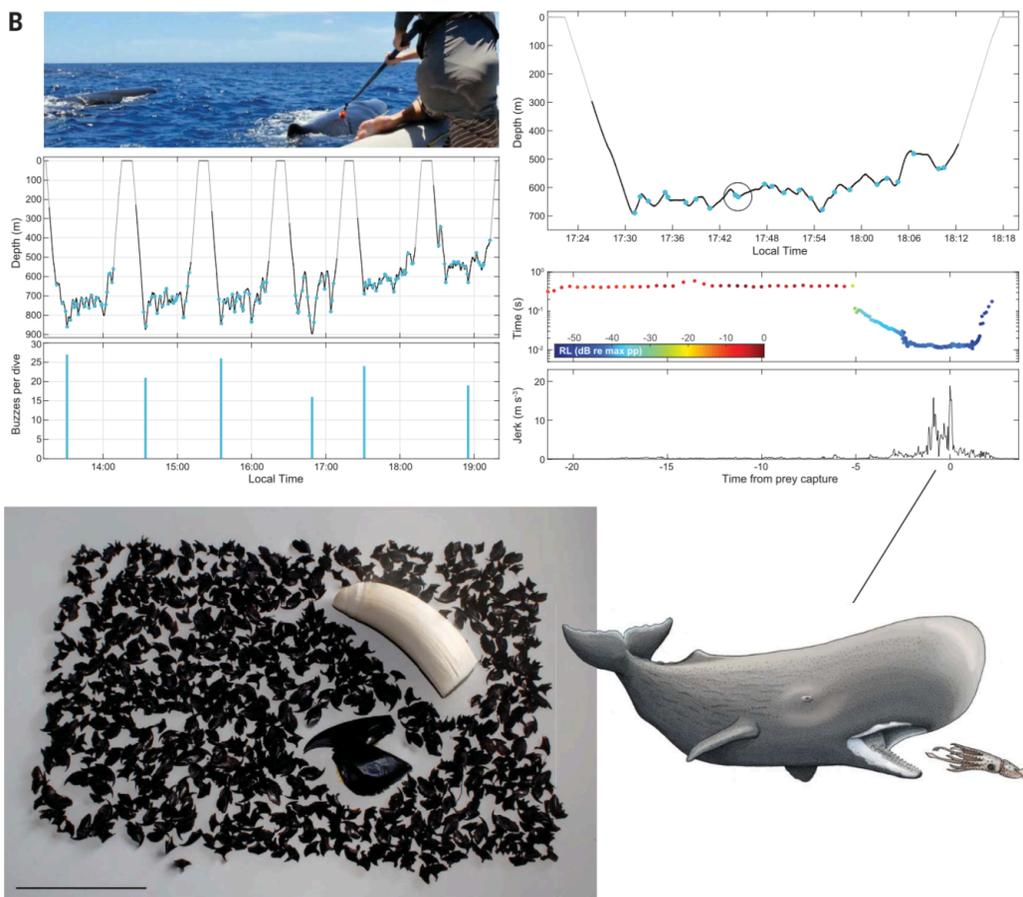 B
Depth (m)
0
100
200
300
400
500
600
700
800
900
Buzzes per dive
30
25
20
15
10
5
0
14:00 15:00 16:00 17:00 18:00 19:00
Local Time
Depth (m)
0
100
200
300
400
500
600
700
17:24 17:30 17:36 17:42 17:48 17:54 18:00 18:06 18:12 18:18
Local Time
Time (s)
10⁰
10⁻¹
10⁻²
-50 -40 -30 -20 -10 0
RL (dB re max pp)
Jerk (m s⁻³)
20
10
0
-20 -15 -10 -5 0
Time from prey capture